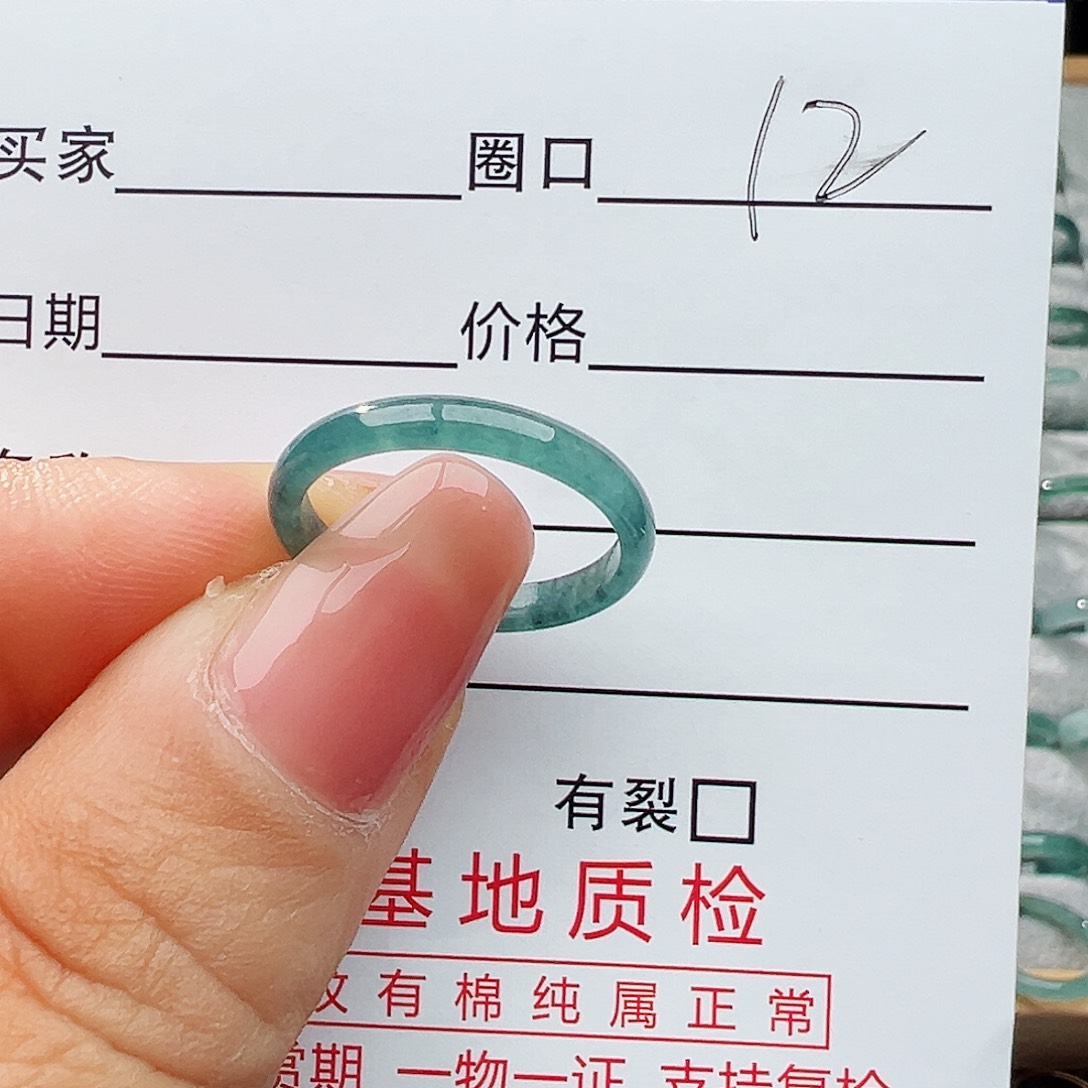 买家 圈口 12
日期 价格
有裂
基地质检
纹有棉纯属正常
赏期 一物一证 支持复检